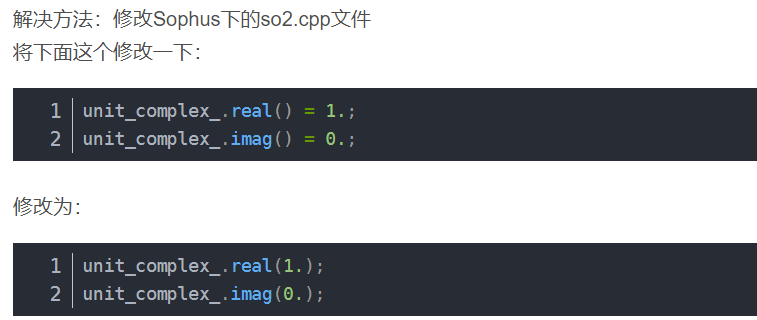 解决方法：修改Sophus下的so2.cpp文件
将下面这个修改一下：
1 unit_complex_.real() = 1.;
2 unit_complex_.imag() = 0.;
修改为：
1 unit_complex_.real(1.);
2 unit_complex_.imag(0.);